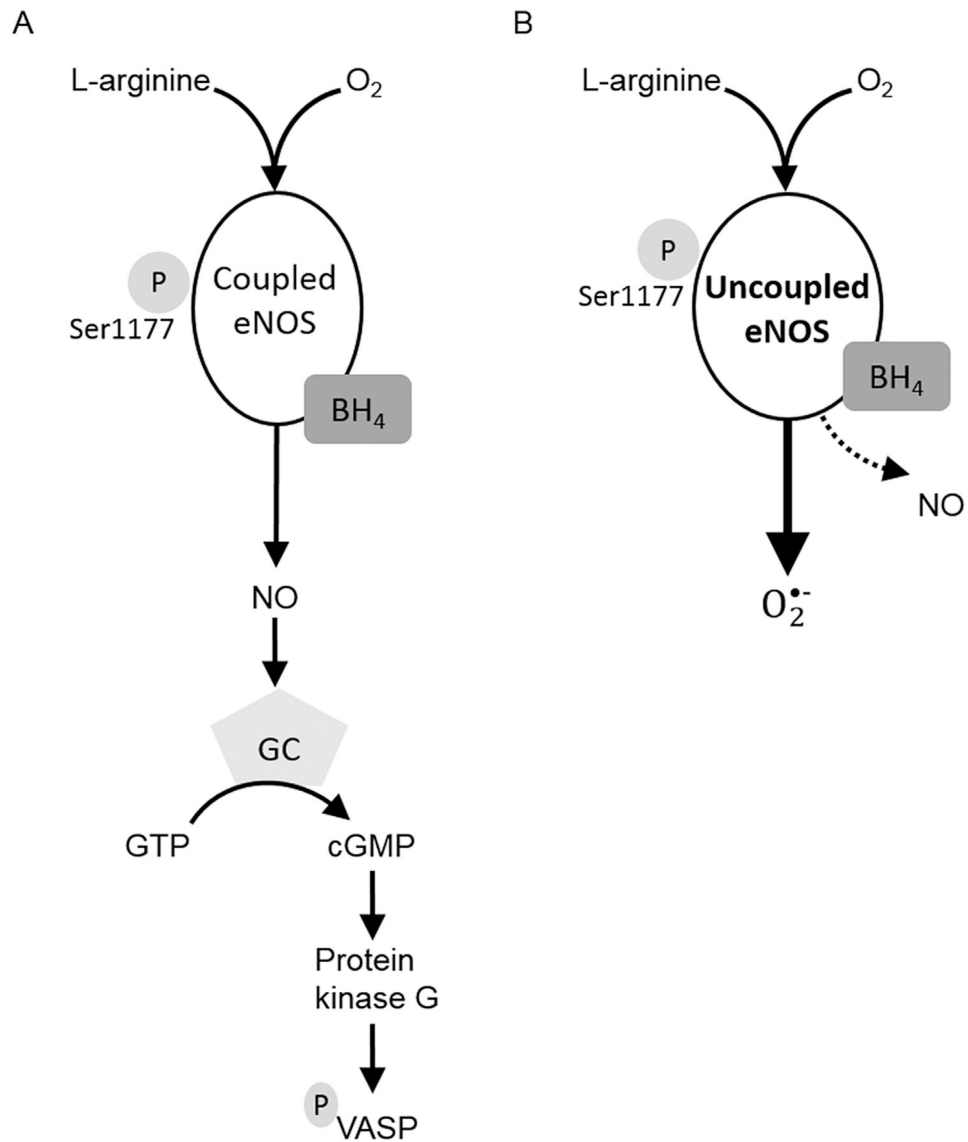 A
L-arginine
O₂
P
Ser1177
Coupled
eNOS
BH₄
NO
GC
GTP
cGMP
Protein
kinase G
P
VASP
B
L-arginine
O₂
P
Ser1177
Uncoupled
eNOS
BH₄
NO
O₂•-